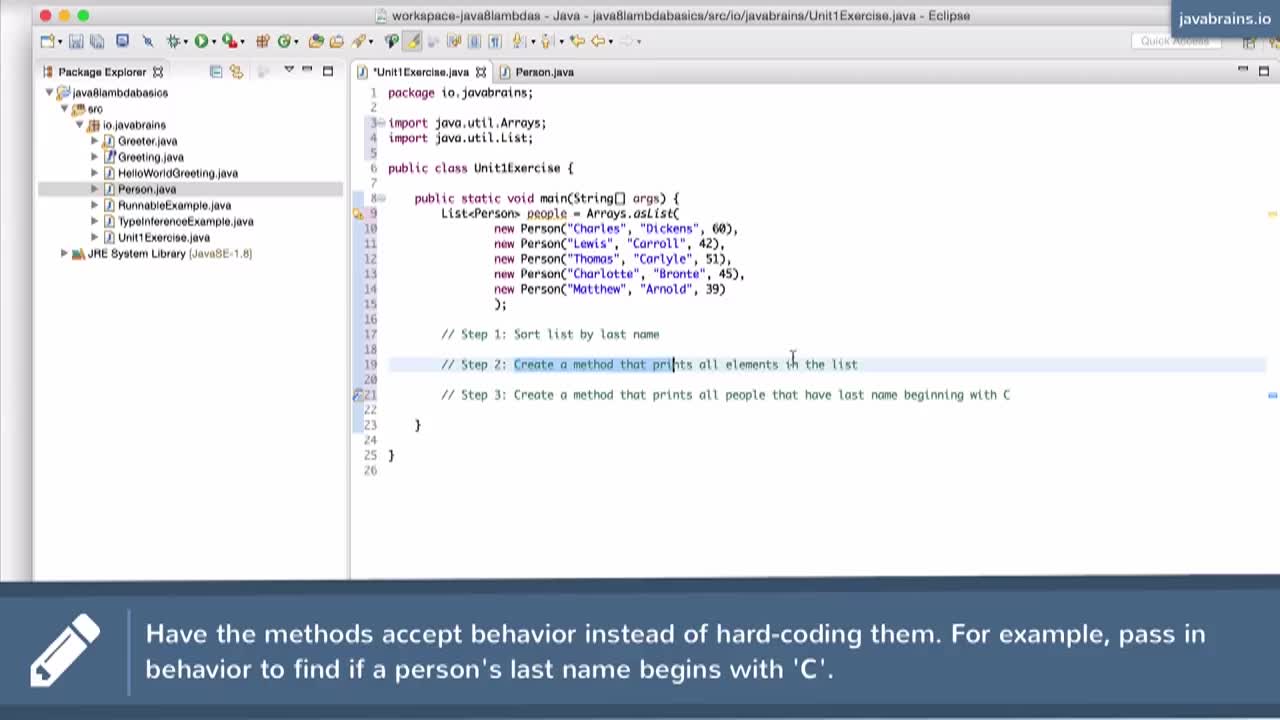 workspace-java8lambdas - Java - java8lambdabasics/src/io/javabrains/Unit1Exercise.java - Eclipse
javabrains.io
Quick Access
Package Explorer
*Unit1Exercise.java
Person.java
java8lambdabasics
src
io.javabrains
Greeter.java
Greeting.java
HelloWorldGreeting.java
Person.java
RunnableExample.java
TypeInferenceExample.java
Unit1Exercise.java
JRE System Library [JavaSE-1.8]
1 package io.javabrains;
2
3 import java.util.Arrays;
4 import java.util.List;
5
6 public class Unit1Exercise {
7
8 public static void main(String[] args) {
9 List<Person> people = Arrays.asList(
10 new Person("Charles", "Dickens", 60),
11 new Person("Lewis", "Carroll", 42),
12 new Person("Thomas", "Carlyle", 51),
13 new Person("Charlotte", "Bronte", 45),
14 new Person("Matthew", "Arnold", 39)
15 );
16
17 // Step 1: Sort list by last name
18
19 // Step 2: Create a method that prints all elements in the list
20
21 // Step 3: Create a method that prints all people that have last name beginning with C
22
23 }
24
25 }
26
Have the methods accept behavior instead of hard-coding them. For example, pass in
behavior to find if a person's last name begins with 'C'.